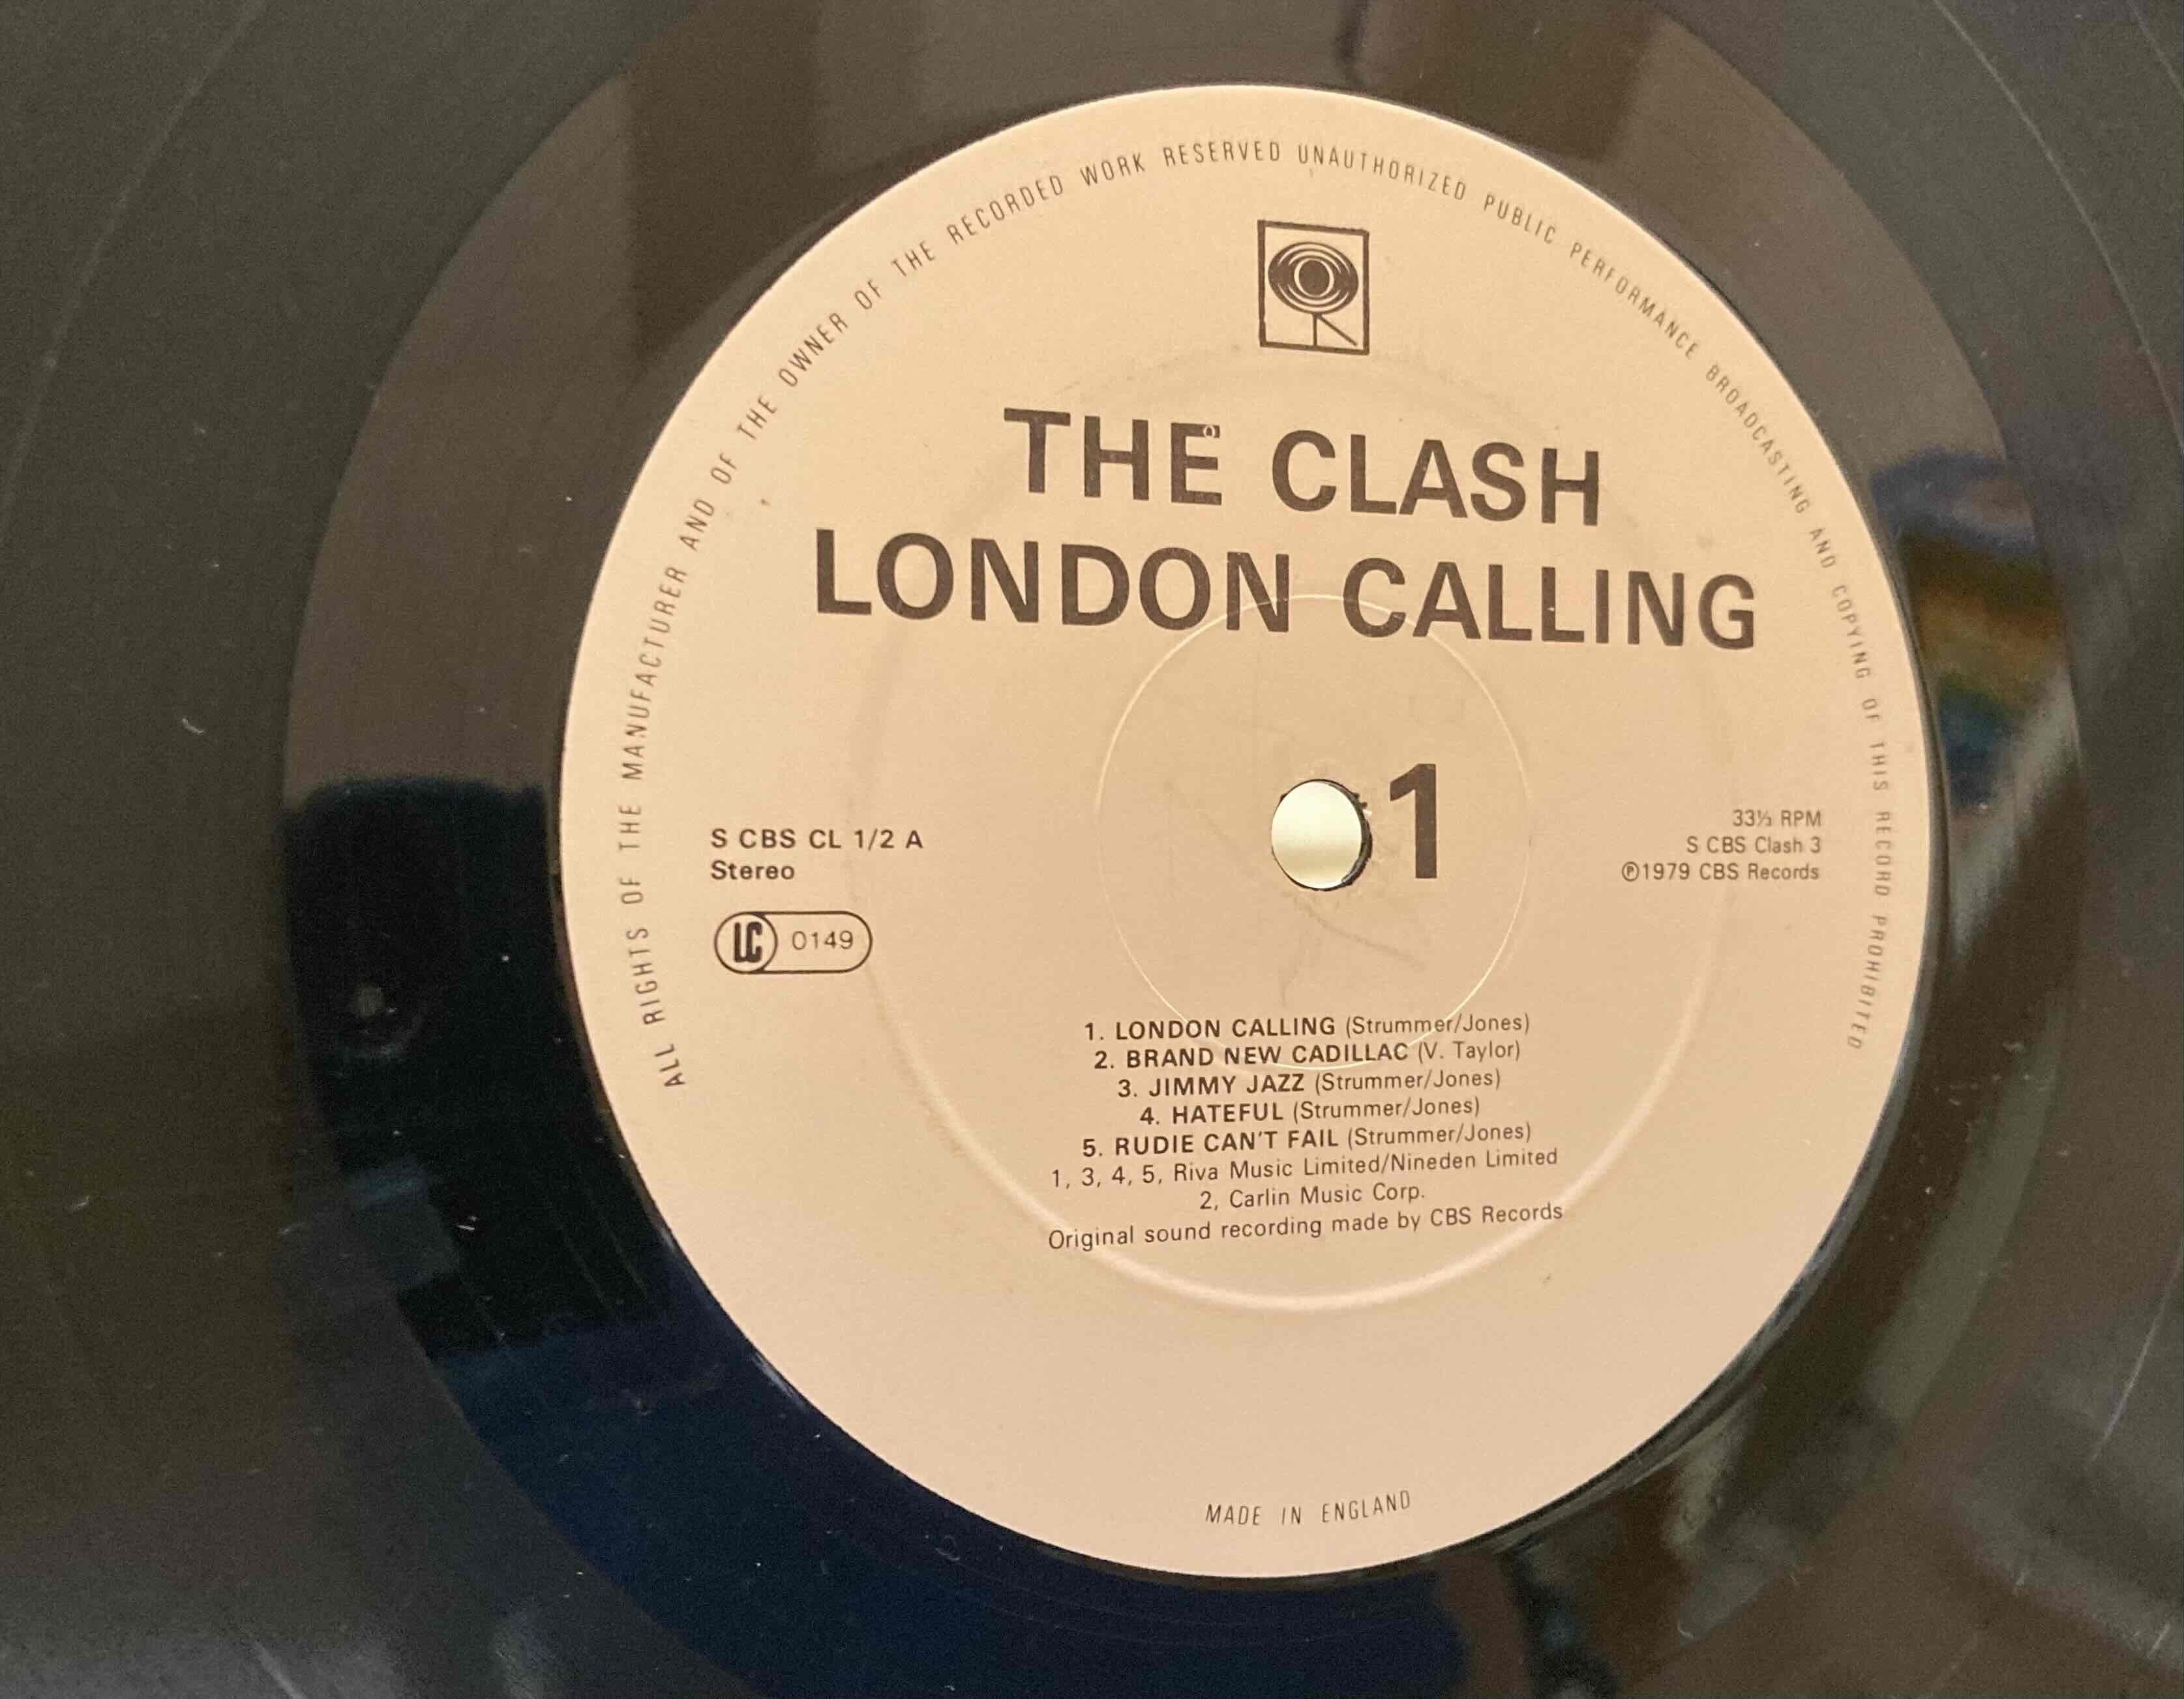 ALL RIGHTS OF THE MANUFACTURER AND OF THE OWNER OF THE RECORDED WORK RESERVED UNAUTHORIZED PUBLIC PERFORMANCE BROADCASTING AND COPYING OF THIS RECORD PROHIBITED
THE CLASH
LONDON CALLING
1
S CBS CL 1/2 A
Stereo
LC 0149
33⅓ RPM
S CBS Clash 3
℗1979 CBS Records
1. LONDON CALLING (Strummer/Jones)
2. BRAND NEW CADILLAC (V. Taylor)
3. JIMMY JAZZ (Strummer/Jones)
4. HATEFUL (Strummer/Jones)
5. RUDIE CAN'T FAIL (Strummer/Jones)
1, 3, 4, 5, Riva Music Limited/Nineden Limited
2, Carlin Music Corp.
Original sound recording made by CBS Records
MADE IN ENGLAND